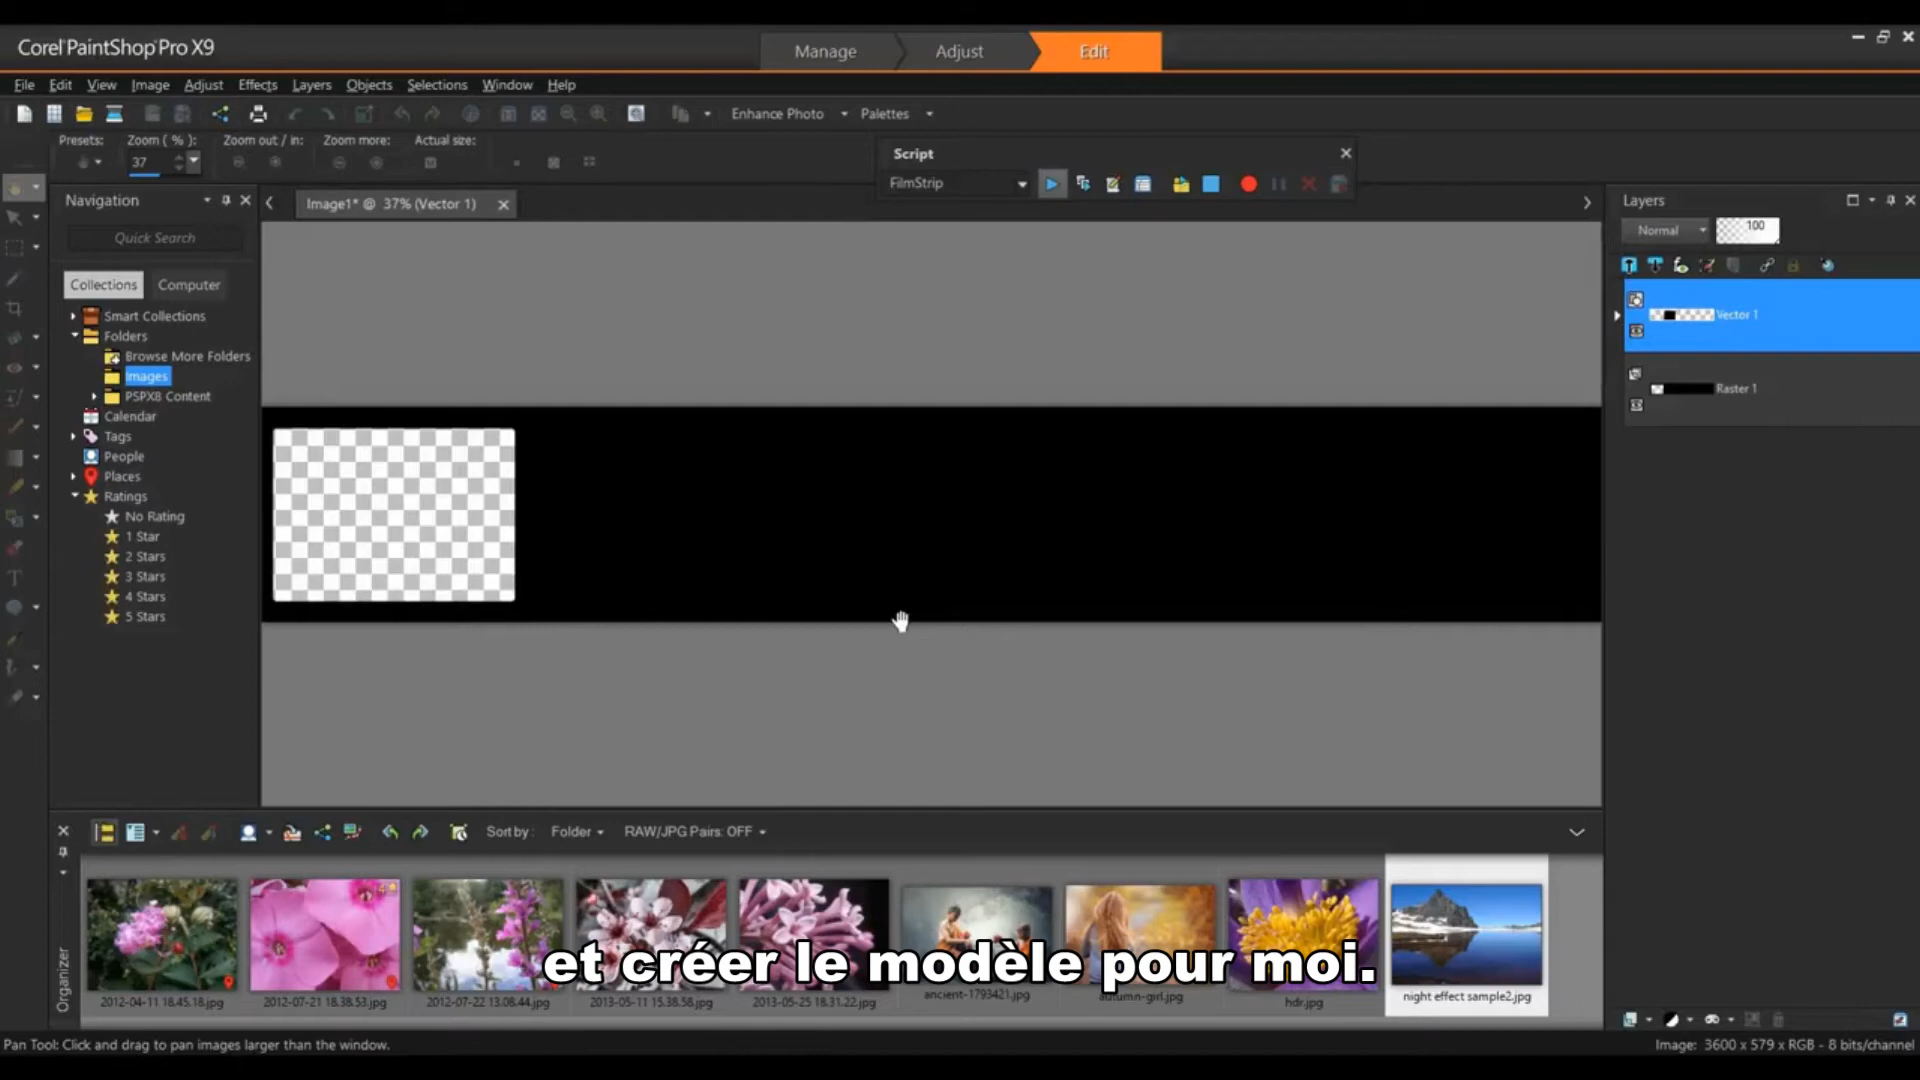 Corel PaintShop Pro X9
Manage
Adjust
Edit
File Edit View Image Adjust Effects Layers Objects Selections Window Help
Enhance Photo
Palettes
Presets: Zoom ( % ): Zoom out / in: Zoom more: Actual size:
37
Script
FilmStrip
Navigation
Quick Search
Collections
Computer
Smart Collections
Folders
Browse More Folders
Images
PSPX8 Content
Calendar
Tags
People
Places
Ratings
No Rating
1 Star
2 Stars
3 Stars
4 Stars
5 Stars
Image1* @ 37% (Vector 1)
Layers
Normal
100
Vector 1
Raster 1
Sort by: Folder
RAW/JPG Pairs: OFF
Organizer
et créer le modèle pour moi.
2012-04-11 18.45.18.jpg
2012-07-21 18.38.53.jpg
2012-07-22 13.08.44.jpg
2013-05-11 15.38.58.jpg
2013-05-25 18.31.22.jpg
ancient-1793421.jpg
autumn-girl.jpg
hdr.jpg
night effect sample2.jpg
Pan Tool: Click and drag to pan images larger than the window.
Image: 3600 x 579 x RGB - 8 bits/channel